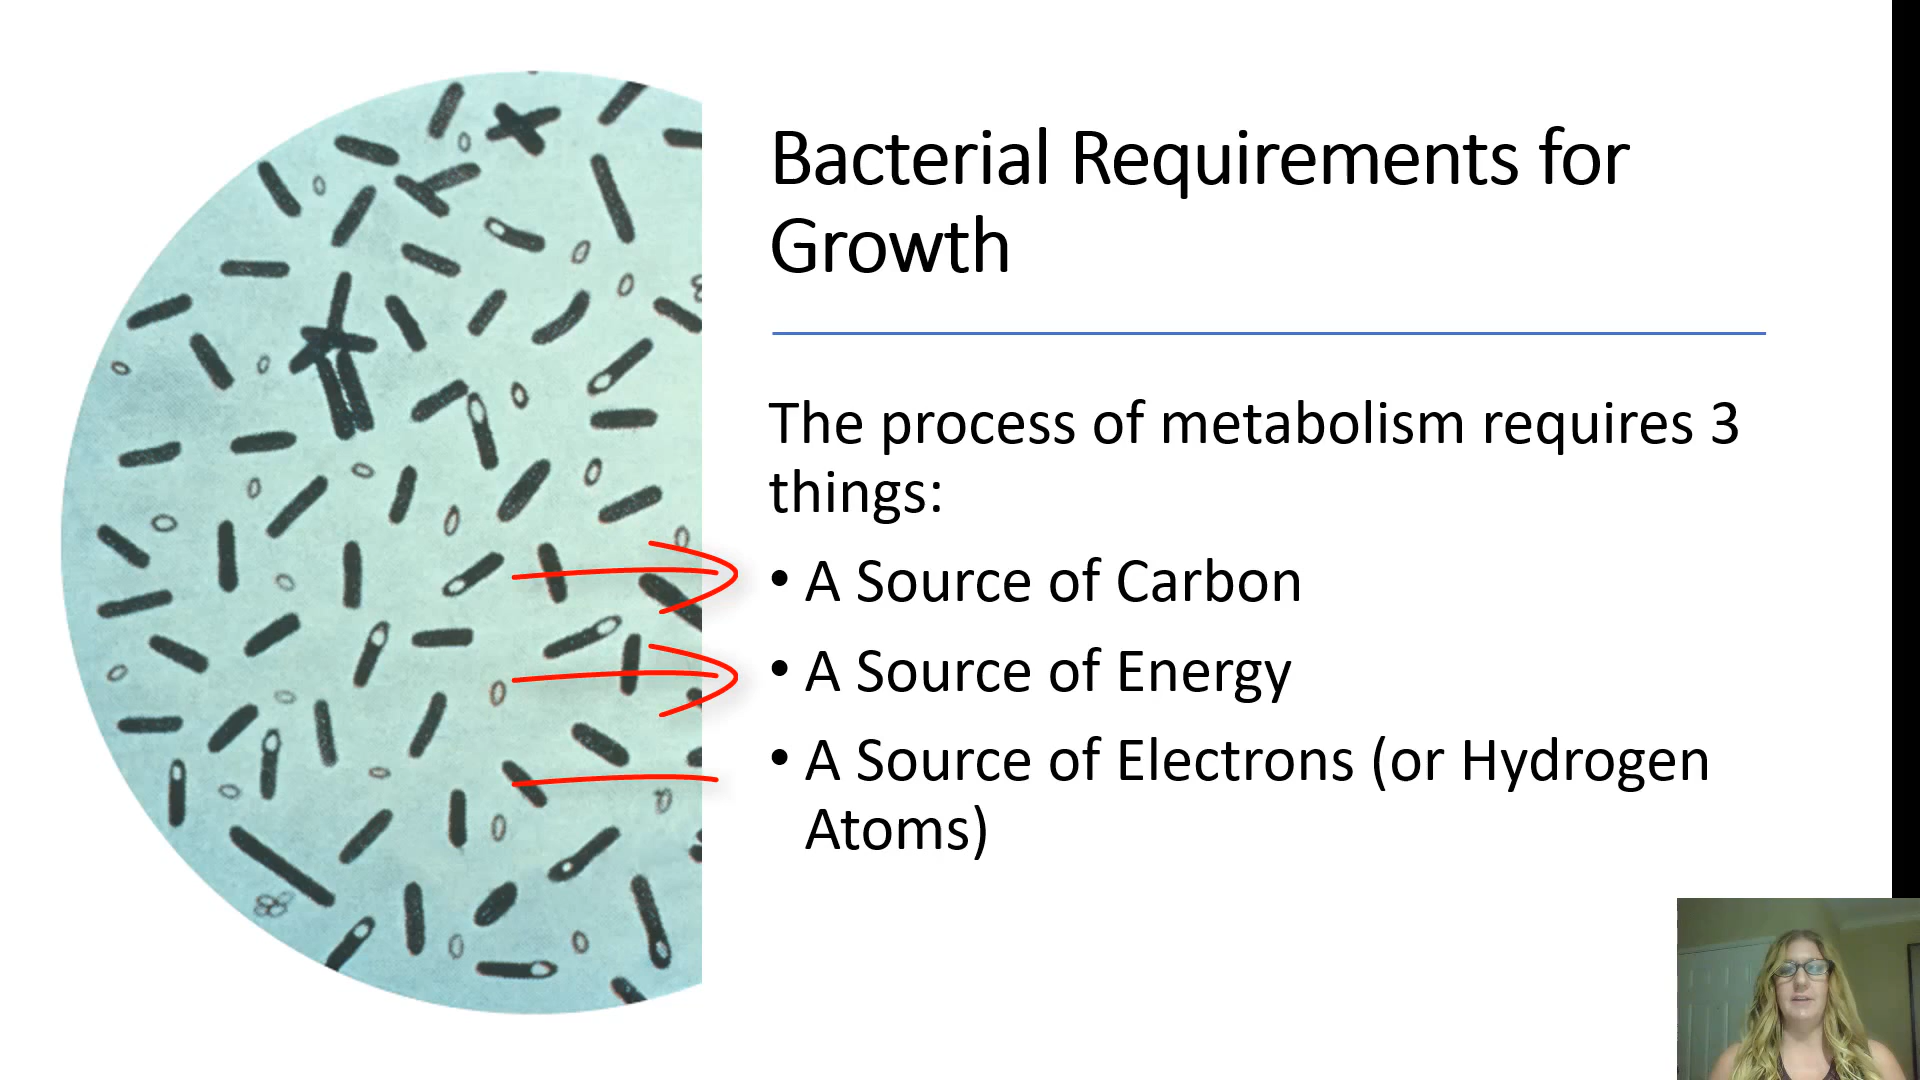 Bacterial Requirements for
Growth
The process of metabolism requires 3
things:
• A Source of Carbon
• A Source of Energy
• A Source of Electrons (or Hydrogen
Atoms)